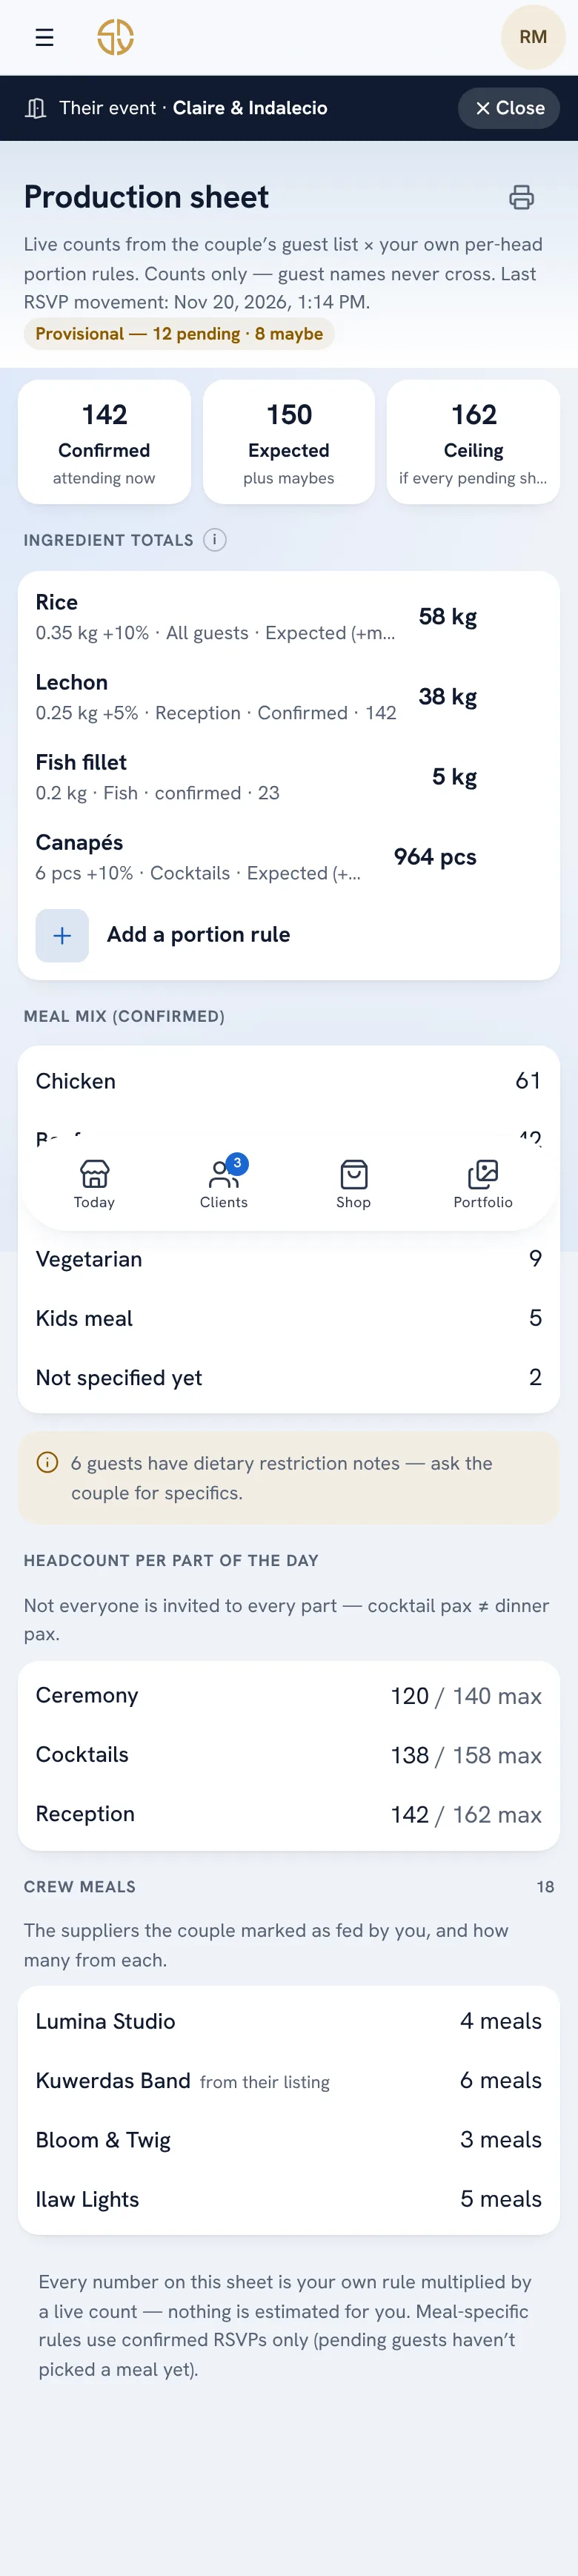 RM
Their event · Claire & Indalecio
Close
Production sheet
Live counts from the couple’s guest list × your own per-head
portion rules. Counts only — guest names never cross. Last
RSVP movement: Nov 20, 2026, 1:14 PM.
Provisional — 12 pending · 8 maybe
142
Confirmed
attending now
150
Expected
plus maybes
162
Ceiling
if every pending sh...
INGREDIENT TOTALS
Rice
0.35 kg +10% · All guests · Expected (+m...
58 kg
Lechon
0.25 kg +5% · Reception · Confirmed · 142
38 kg
Fish fillet
0.2 kg · Fish · confirmed · 23
5 kg
Canapés
6 pcs +10% · Cocktails · Expected (+...
964 pcs
Add a portion rule
MEAL MIX (CONFIRMED)
Chicken 61
Today
Clients 3
Shop
Portfolio
Vegetarian 9
Kids meal 5
Not specified yet 2
6 guests have dietary restriction notes — ask the
couple for specifics.
HEADCOUNT PER PART OF THE DAY
Not everyone is invited to every part — cocktail pax ≠ dinner
pax.
Ceremony 120 / 140 max
Cocktails 138 / 158 max
Reception 142 / 162 max
CREW MEALS 18
The suppliers the couple marked as fed by you, and how
many from each.
Lumina Studio 4 meals
Kuwerdas Band from their listing 6 meals
Bloom & Twig 3 meals
Ilaw Lights 5 meals
Every number on this sheet is your own rule multiplied by
a live count — nothing is estimated for you. Meal-specific
rules use confirmed RSVPs only (pending guests haven’t
picked a meal yet).